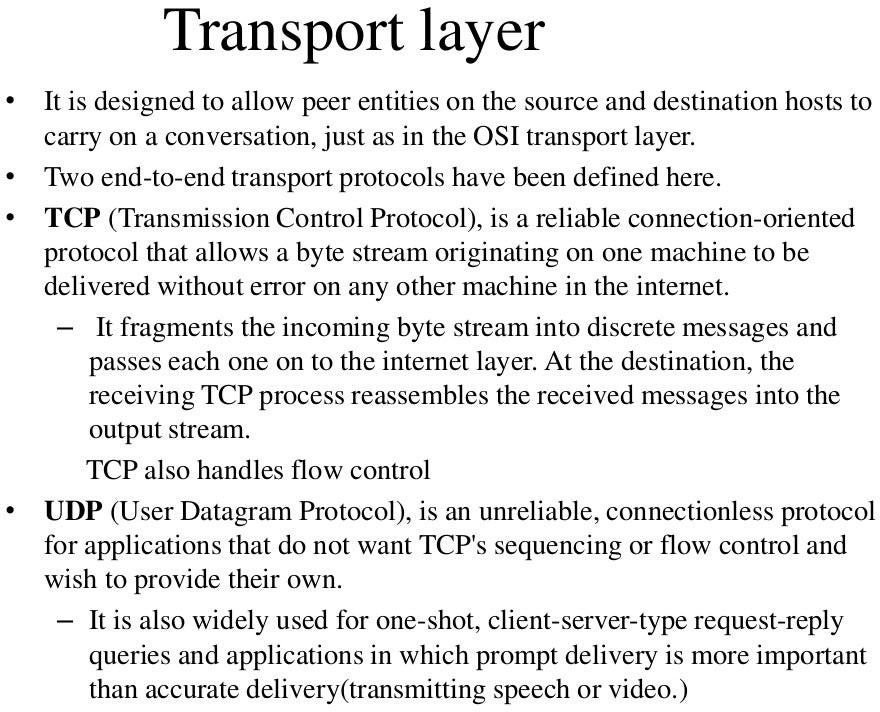 Transport layer
• It is designed to allow peer entities on the source and destination hosts to
carry on a conversation, just as in the OSI transport layer.
• Two end-to-end transport protocols have been defined here.
• TCP (Transmission Control Protocol), is a reliable connection-oriented
protocol that allows a byte stream originating on one machine to be
delivered without error on any other machine in the internet.
– It fragments the incoming byte stream into discrete messages and
passes each one on to the internet layer. At the destination, the
receiving TCP process reassembles the received messages into the
output stream.
TCP also handles flow control
• UDP (User Datagram Protocol), is an unreliable, connectionless protocol
for applications that do not want TCP's sequencing or flow control and
wish to provide their own.
– It is also widely used for one-shot, client-server-type request-reply
queries and applications in which prompt delivery is more important
than accurate delivery(transmitting speech or video.)